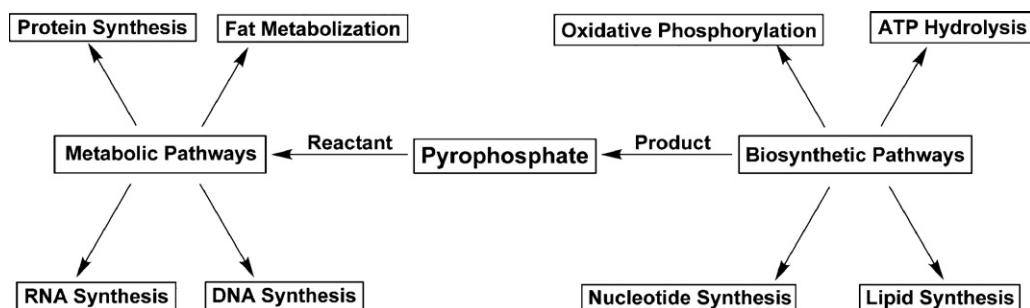 Protein Synthesis
Fat Metabolization
Oxidative Phosphorylation
ATP Hydrolysis
Metabolic Pathways
Reactant
Pyrophosphate
Product
Biosynthetic Pathways
RNA Synthesis
DNA Synthesis
Nucleotide Synthesis
Lipid Synthesis